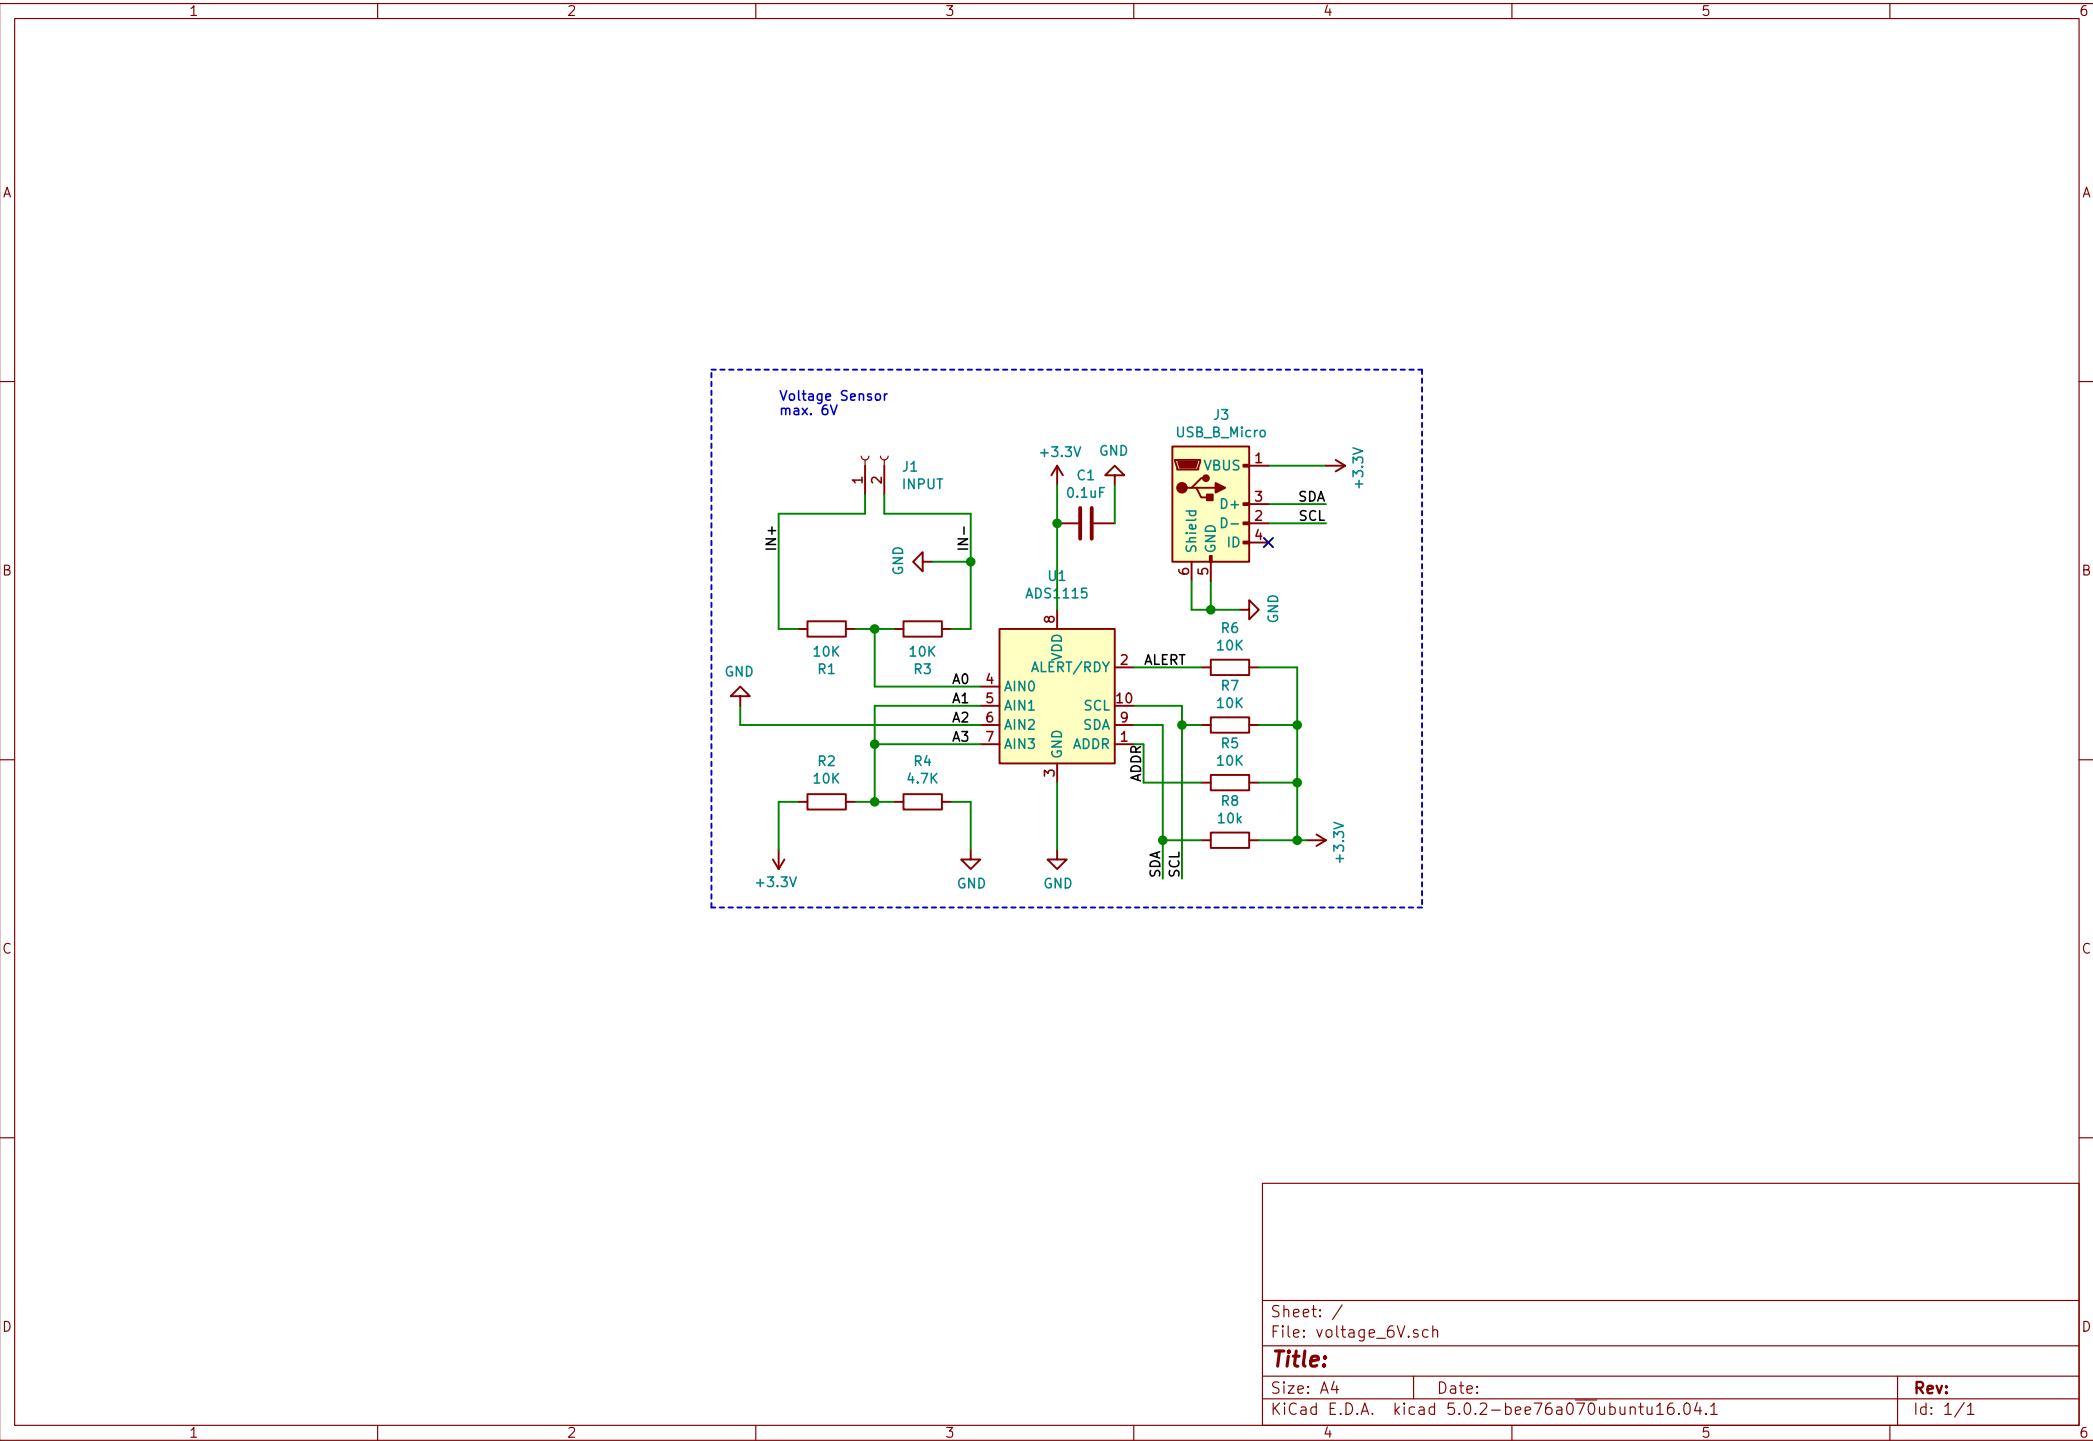 1 2 3 4 5 6
A A
B B
C C
D D
Voltage Sensor
max. 6V
J1
INPUT
1
2
IN+
IN-
GND
10K
R1
10K
R3
GND
A0
A1
A2
A3
R2
10K
R4
4.7K
+3.3V
GND
+3.3V
GND
C1
0.1uF
U1
ADS1115
8
VDD
ALERT/RDY
4
AIN0
5
AIN1
6
AIN2
7
AIN3
GND
3
SCL
SDA
ADDR
2
10
9
1
GND
J3
USB_B_Micro
VBUS
1
+3.3V
D+
3
SDA
D-
2
SCL
ID
4
Shield
GND
6
5
GND
ALERT
R6
10K
R7
10K
R5
10K
R8
10k
ADDR
SDA
SCL
+3.3V
Sheet: /
File: voltage_6V.sch
Title:
Size: A4
Date:
Rev:
KiCad E.D.A. kicad 5.0.2-bee76a070ubuntu16.04.1
Id: 1/1
1 2 3 4 5 6